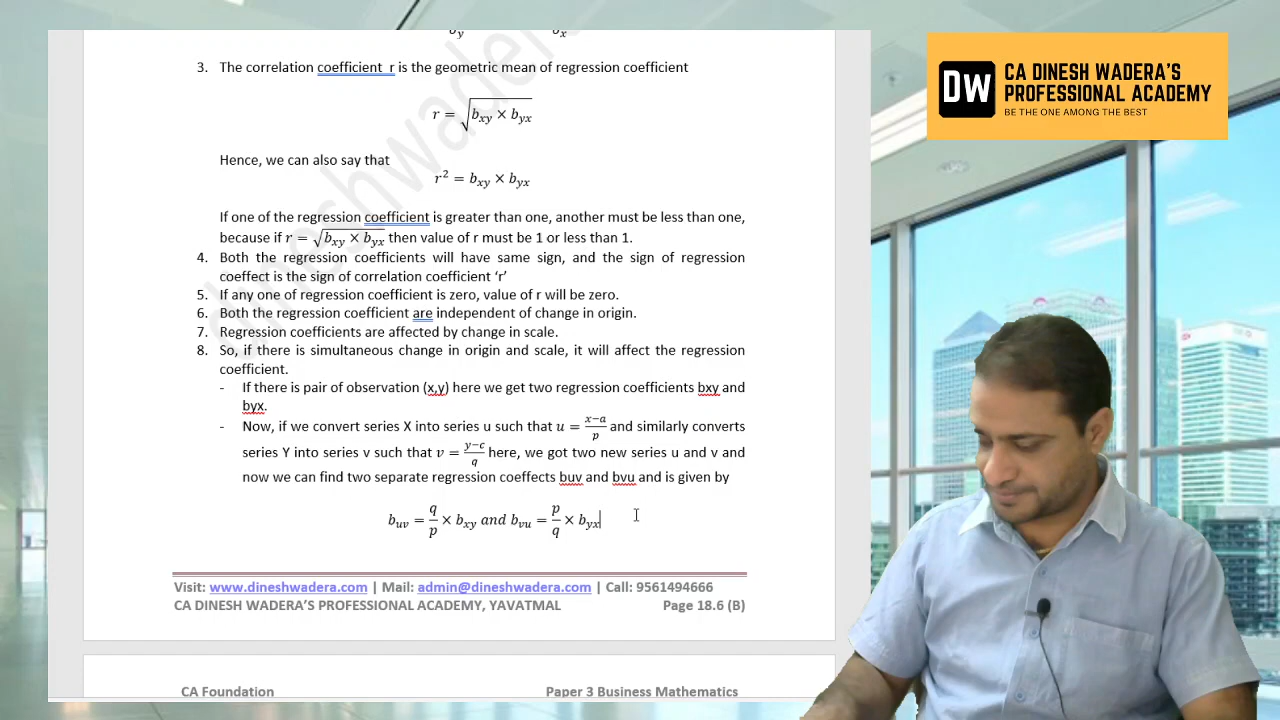 σy σx
3. The correlation coefficient r is the geometric mean of regression coefficient
r = √(bxy × byx)
Hence, we can also say that
r² = bxy × byx
If one of the regression coefficient is greater than one, another must be less than one,
because if r = √(bxy × byx) then value of r must be 1 or less than 1.
4. Both the regression coefficients will have same sign, and the sign of regression
coeffect is the sign of correlation coefficient ‘r’
5. If any one of regression coefficient is zero, value of r will be zero.
6. Both the regression coefficient are independent of change in origin.
7. Regression coefficients are affected by change in scale.
8. So, if there is simultaneous change in origin and scale, it will affect the regression
coefficient.
- If there is pair of observation (x,y) here we get two regression coefficients bxy and
byx.
- Now, if we convert series X into series u such that u = (x−a)/p and similarly converts
series Y into series v such that v = (y−c)/q here, we got two new series u and v and
now we can find two separate regression coeffects buv and bvu and is given by
buv = q/p × bxy and bvu = p/q × byx
Visit: www.dineshwadera.com | Mail: admin@dineshwadera.com | Call: 9561494666
CA DINESH WADERA’S PROFESSIONAL ACADEMY, YAVATMAL Page 18.6 (B)
CA Foundation Paper 3 Business Mathematics
dineshwadera
DW
CA DINESH WADERA'S
PROFESSIONAL ACADEMY
BE THE ONE AMONG THE BEST